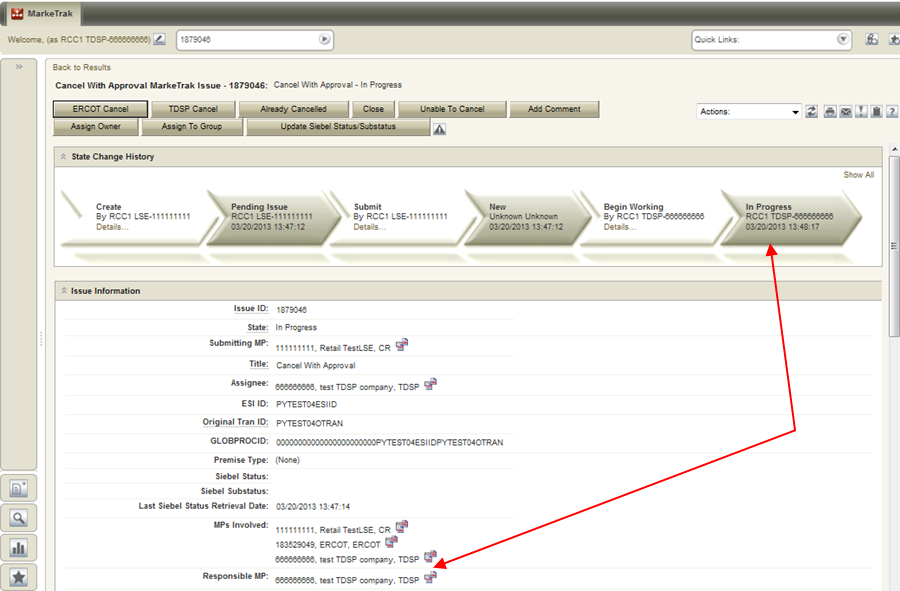 MarkeTrak
Welcome, (as RCC1 TDSP-666666666)
1879046
Quick Links:
»
Back to Results
Cancel With Approval MarkeTrak Issue - 1879046: Cancel With Approval - In Progress
ERCOT Cancel
TDSP Cancel
Already Cancelled
Close
Unable To Cancel
Add Comment
Actions:
Assign Owner
Assign To Group
Update Siebel Status/Substatus
State Change History
Show All
Create
By RCC1 LSE-111111111
Details...
Pending Issue
RCC1 LSE-111111111
03/20/2013 13:47:12
Submit
By RCC1 LSE-111111111
Details...
New
Unknown Unknown
03/20/2013 13:47:12
Begin Working
By RCC1 TDSP-666666666
Details...
In Progress
RCC1 TDSP-666666666
03/20/2013 13:48:17
Issue Information
Issue ID: 1879046
State: In Progress
Submitting MP: 111111111, Retail TestLSE, CR
Title: Cancel With Approval
Assignee: 666666666, test TDSP company, TDSP
ESI ID: PYTEST04ESIID
Original Tran ID: PYTEST04OTRAN
GLOBPROCID: 00000000000000000000000PYTEST04ESIIDPYTEST04OTRAN
Premise Type: (None)
Siebel Status:
Siebel Substatus:
Last Siebel Status Retrieval Date: 03/20/2013 13:47:14
MPs Involved: 111111111, Retail TestLSE, CR
183529049, ERCOT, ERCOT
666666666, test TDSP company, TDSP
Responsible MP: 666666666, test TDSP company, TDSP